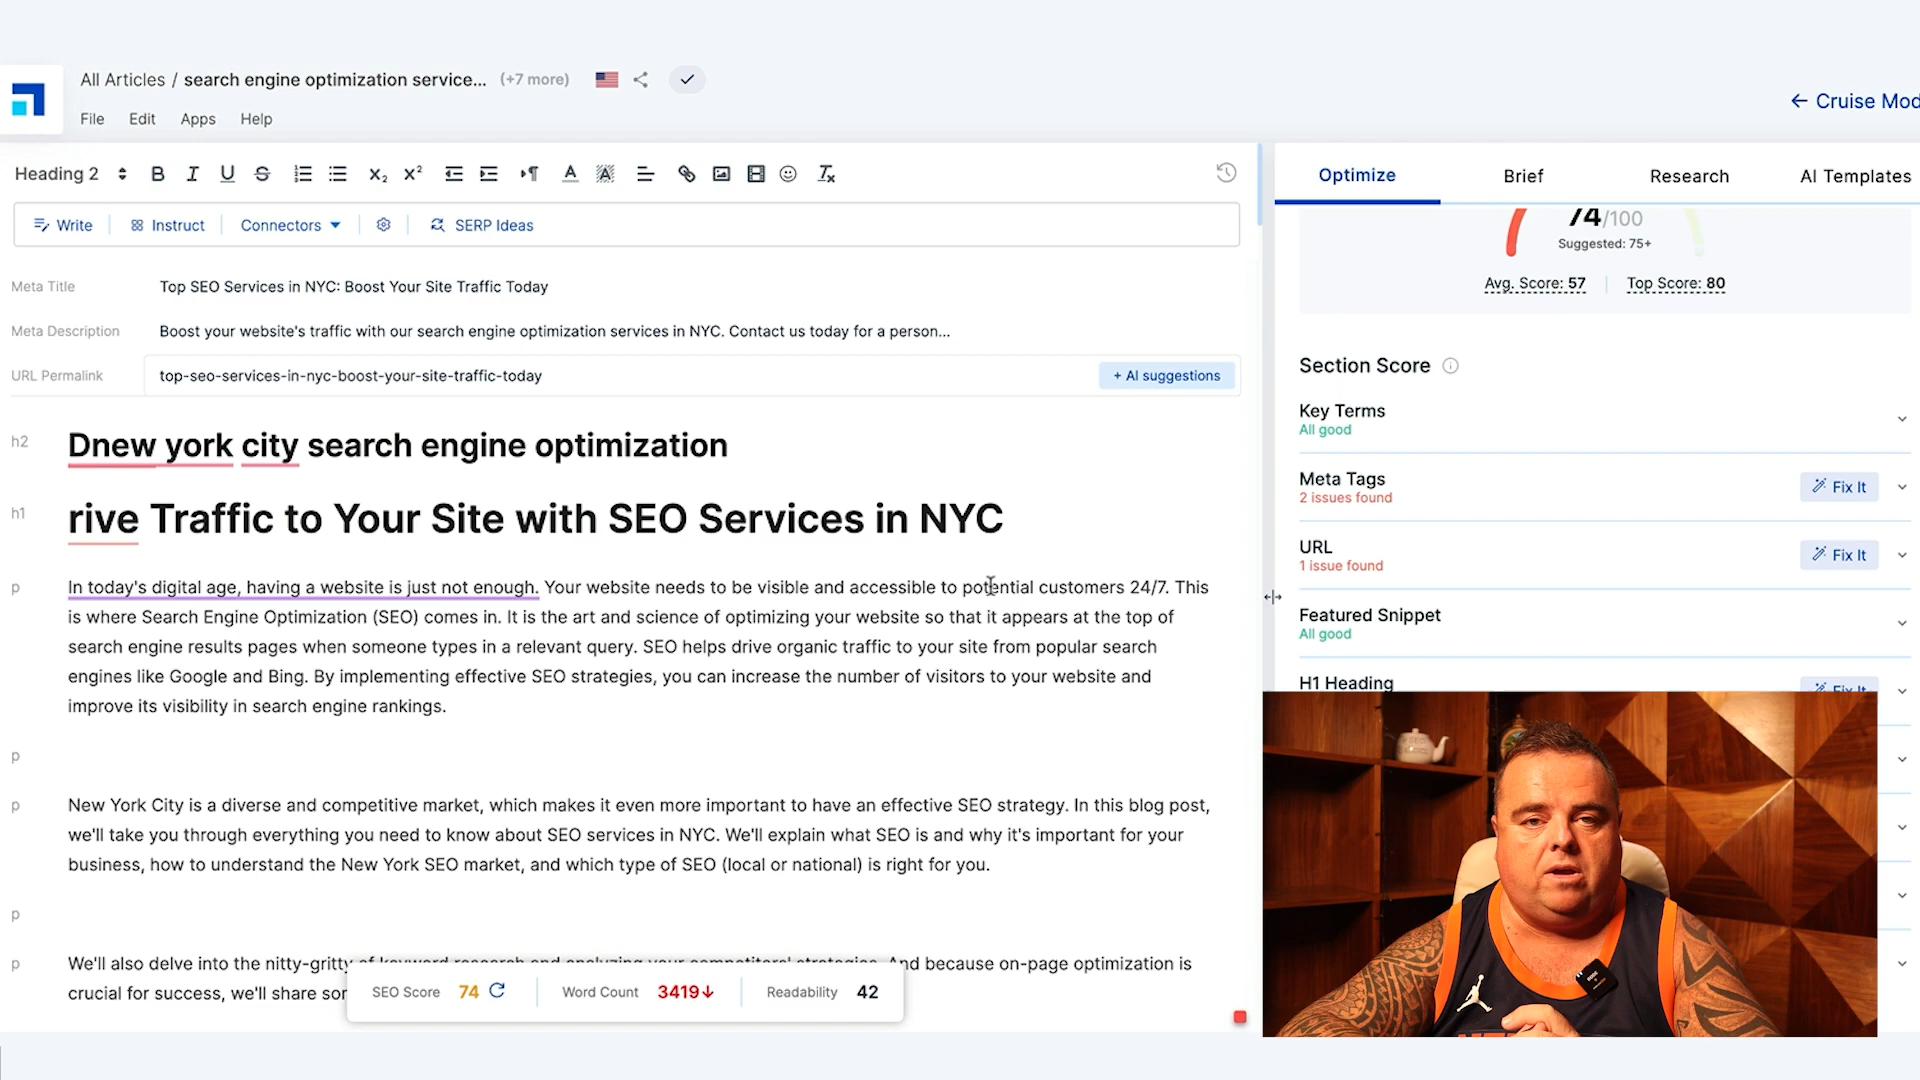 All Articles / search engine optimization service... (+7 more)
File Edit Apps Help
← Cruise Mod
Heading 2
Write Instruct Connectors SERP Ideas
Meta Title Top SEO Services in NYC: Boost Your Site Traffic Today
Meta Description Boost your website's traffic with our search engine optimization services in NYC. Contact us today for a person...
URL Permalink top-seo-services-in-nyc-boost-your-site-traffic-today + AI suggestions
h2 Dnew york city search engine optimization
h1 rive Traffic to Your Site with SEO Services in NYC
p In today's digital age, having a website is just not enough. Your website needs to be visible and accessible to potential customers 24/7. This
is where Search Engine Optimization (SEO) comes in. It is the art and science of optimizing your website so that it appears at the top of
search engine results pages when someone types in a relevant query. SEO helps drive organic traffic to your site from popular search
engines like Google and Bing. By implementing effective SEO strategies, you can increase the number of visitors to your website and
improve its visibility in search engine rankings.
p
p New York City is a diverse and competitive market, which makes it even more important to have an effective SEO strategy. In this blog post,
we'll take you through everything you need to know about SEO services in NYC. We'll explain what SEO is and why it's important for your
business, how to understand the New York SEO market, and which type of SEO (local or national) is right for you.
p
p We'll also delve into the nitty-gritty of keyword research and analyzing your competitors' strategies. And because on-page optimization is
crucial for success, we'll share
SEO Score 74 Word Count 3419↓ Readability 42
Optimize Brief Research AI Templates
74/100
Suggested: 75+
Avg. Score: 57 Top Score: 80
Section Score
Key Terms
All good
Meta Tags
2 issues found
Fix It
URL
1 issue found
Fix It
Featured Snippet
All good
H1 Heading
Fix It